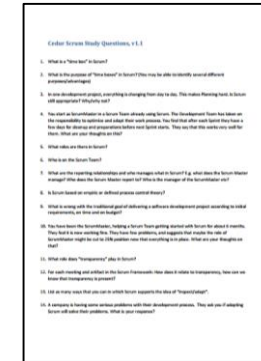 Cedar Scrum Study Questions, v1.1
1. What is a "time box" in Scrum?
2. What is the purpose of "time boxes" in Scrum? (You may be able to identify several different
purposes/advantages)
3. In one development project, everything is changing from day to day. This makes Planning hard. Is Scrum
still appropriate? Why/why not?
4. You start as ScrumMaster in a Scrum Team already using Scrum. The Development Team has taken on
the responsibility to optimize and adapt their work process. You find that after each Sprint they have a
few days for cleanup and preparations before next Sprint starts. They say that this works very well for
them. What are your thoughts on this?
5. What roles are there in Scrum?
6. Who is on the Scrum Team?
7. What are the reporting relationships and who manages what in Scrum? E.g. what does the Scrum Master
manage? Who does the Scrum Master report to? Who is the manager of the ScrumMaster etc?
8. Is Scrum based on empiric or defined process control theory?
9. What is wrong with the traditional goal of delivering a software development project according to initial
requirements, on time and on budget?
10. You have been the ScrumMaster, helping a Scrum Team getting started with Scrum for about 6 months.
They feel it is now working fine. They have few problems, and suggests that maybe the role of
ScrumMaster might be cut to 25% position now that everything is in place. What are your thoughts on
that?
11. What role does "transparency" play in Scrum?
12. For each meeting and artifact in the Scrum Framework: How does it relate to transparency, how can we
know that transparency is present?
13. List as many ways that you can in which Scrum supports the idea of "inspect/adapt".
14. A company is having some serious problems with their development process. They ask you if adopting
Scrum will solve their problems. What is your response?